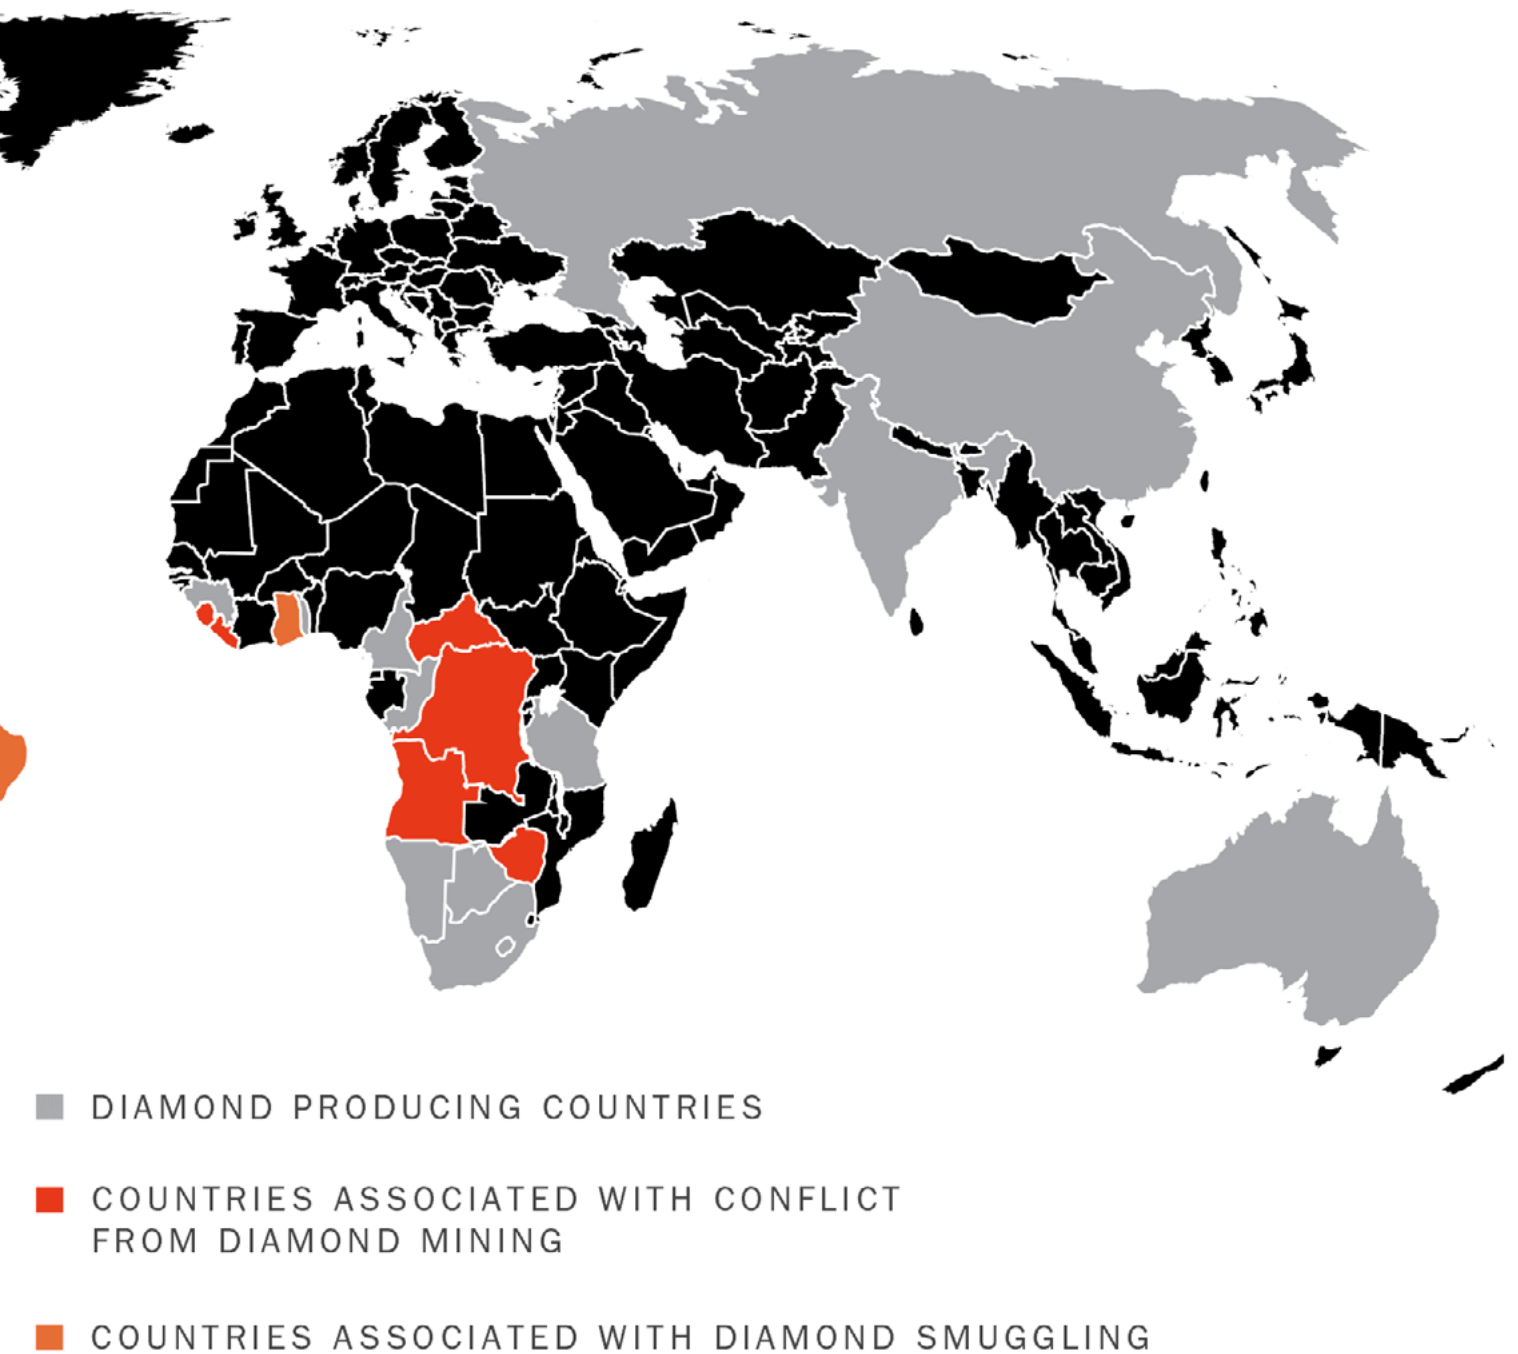 DIAMOND PRODUCING COUNTRIES
COUNTRIES ASSOCIATED WITH CONFLICT
FROM DIAMOND MINING
COUNTRIES ASSOCIATED WITH DIAMOND SMUGGLING